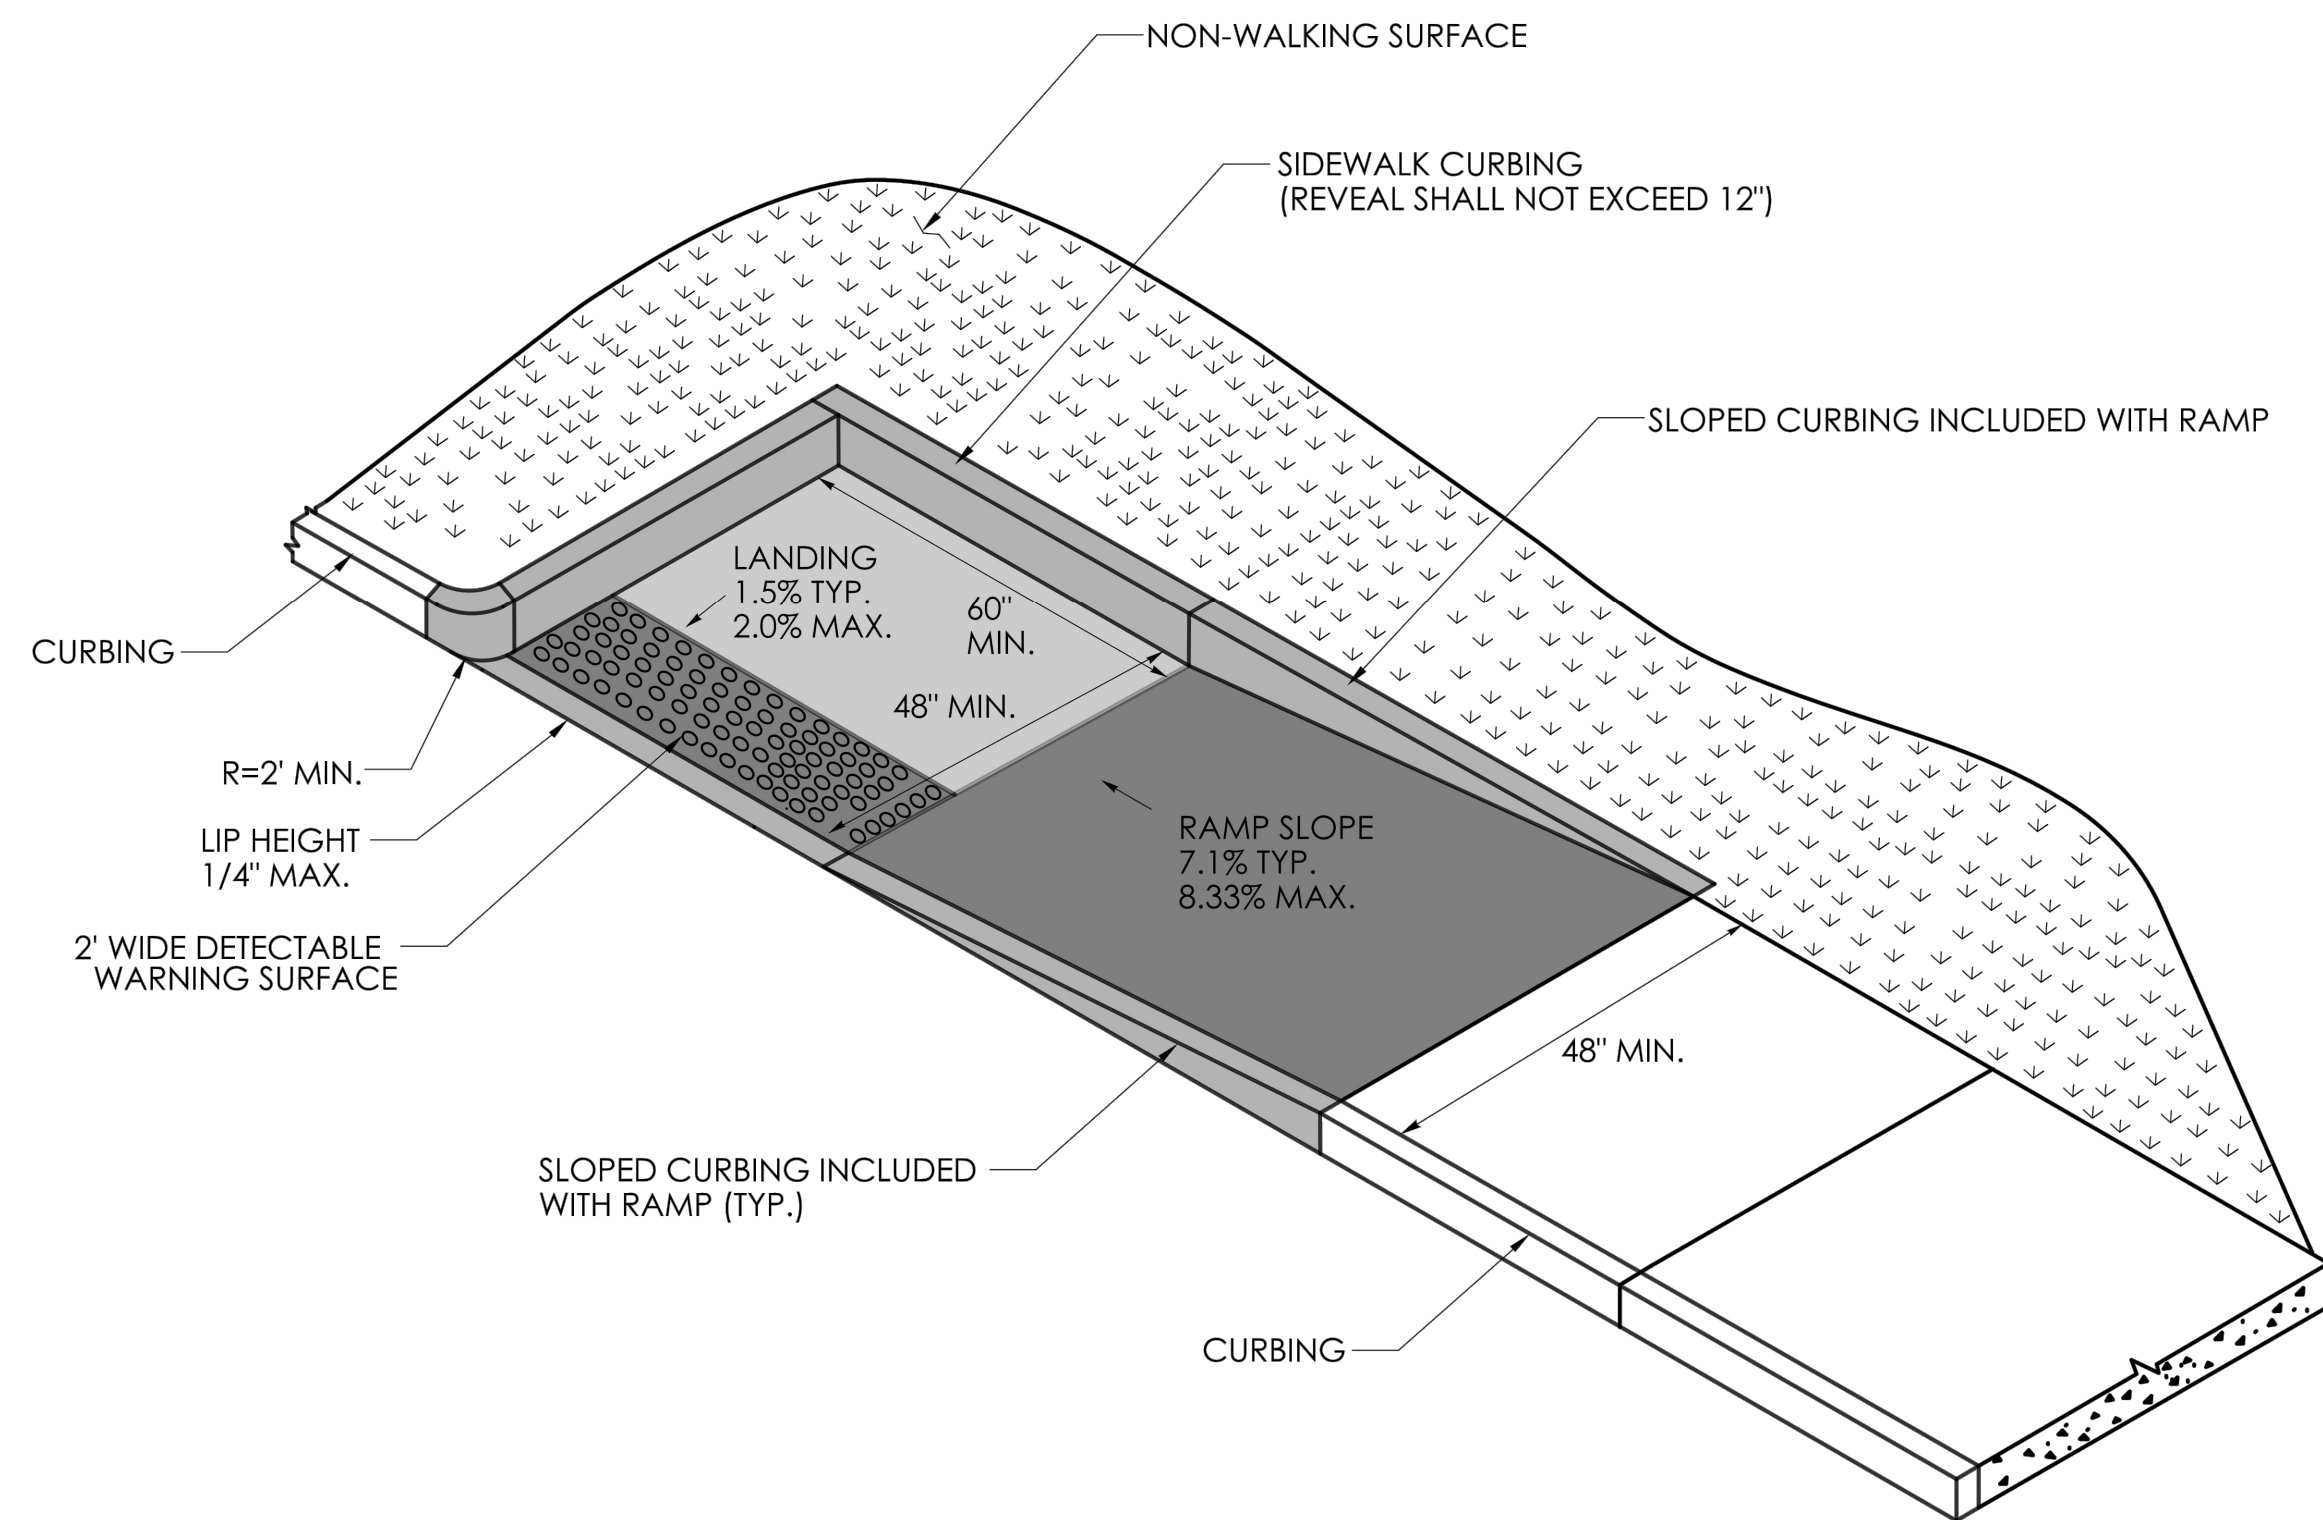 NON-WALKING SURFACE
SIDEWALK CURBING
(REVEAL SHALL NOT EXCEED 12")
SLOPED CURBING INCLUDED WITH RAMP
LANDING
1.5% TYP.
2.0% MAX.
60"
MIN.
48" MIN.
CURBING
R=2' MIN.
LIP HEIGHT
1/4" MAX.
RAMP SLOPE
7.1% TYP.
8.33% MAX.
2' WIDE DETECTABLE
WARNING SURFACE
48" MIN.
SLOPED CURBING INCLUDED
WITH RAMP (TYP.)
CURBING